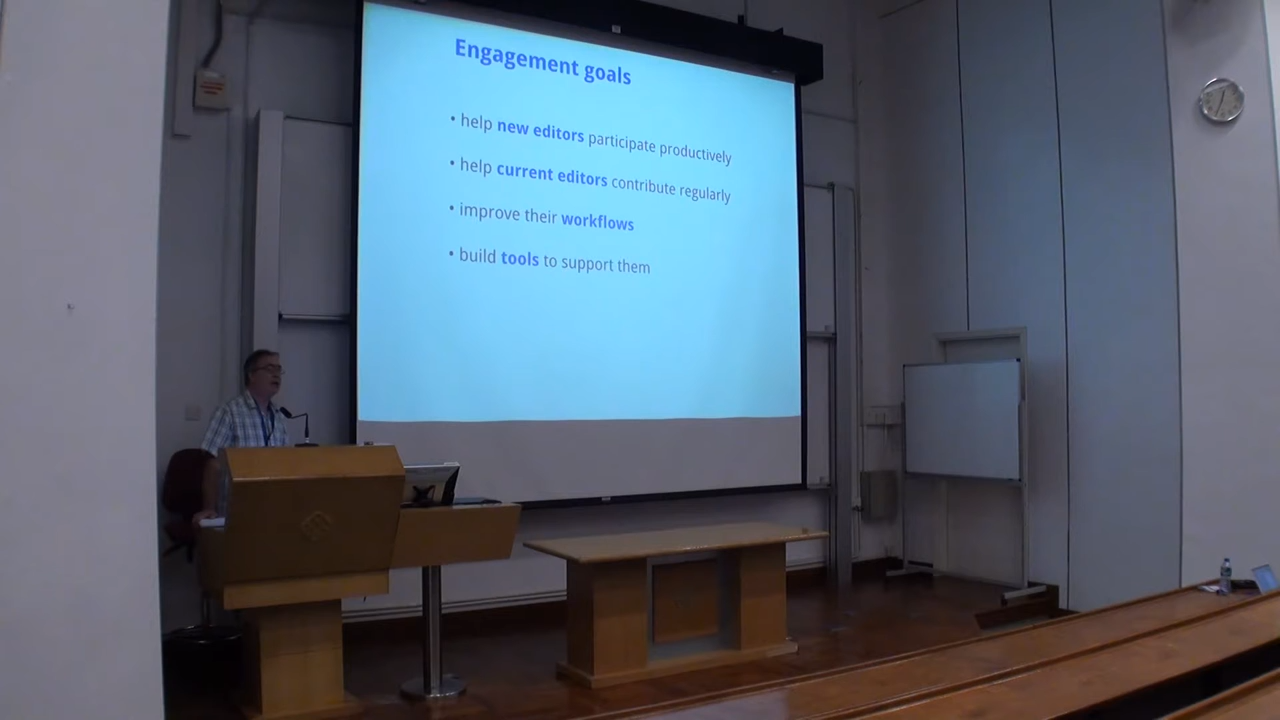 Engagement goals
• help new editors participate productively
• help current editors contribute regularly
• improve their workflows
• build tools to support them